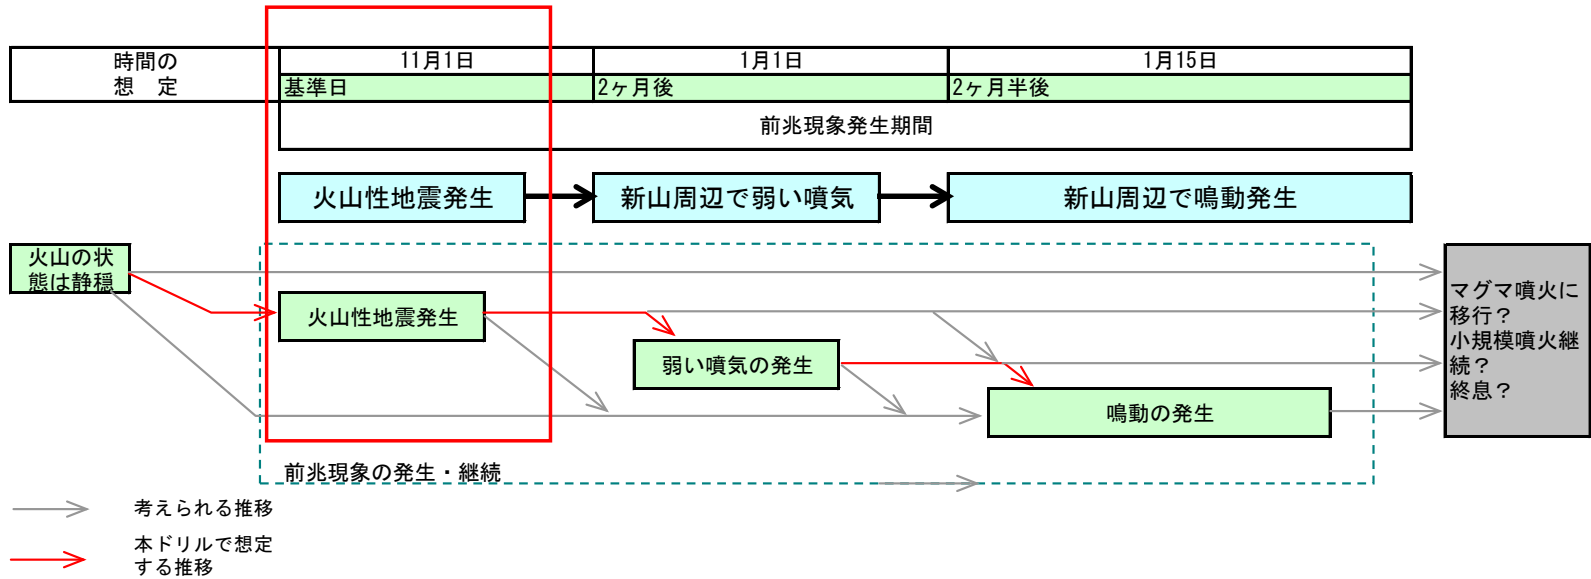 時間の
想　定
11月1日
1月1日
1月15日
基準日
2ヶ月後
2ヶ月半後
前兆現象発生期間
火山性地震発生
新山周辺で弱い噴気
新山周辺で鳴動発生
火山の状
態は静穏
火山性地震発生
弱い噴気の発生
鳴動の発生
マグマ噴火に
移行？
小規模噴火継
続？
終息？
前兆現象の発生・継続
考えられる推移
本ドリルで想定
する推移